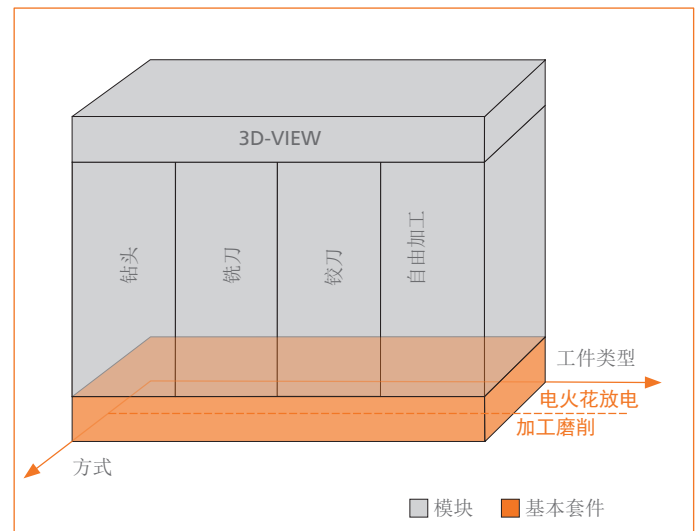 3D-VIEW
钻头
铣刀
铰刀
自由加工
工件类型
电火花放电
加工磨削
方式
模块
基本套件